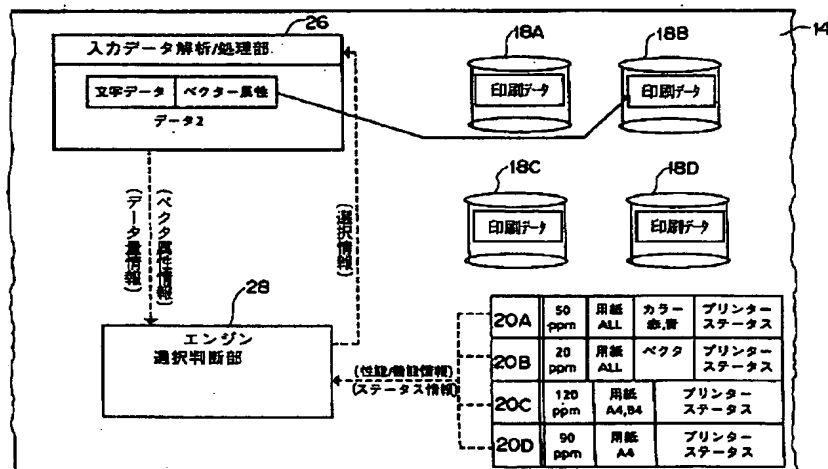 26
入力データ解析/処理部
文字データ ベクター属性
データ2
18A
印刷データ
18B
印刷データ
14
18C
印刷データ
18D
印刷データ
(ベクタ属性情報)
(データ量情報)
(選択情報)
28
エンジン
選択判断部
(性能/機能情報)
(ステータス情報)
20A 50 ppm 用紙 ALL カラー 赤,青 プリンター ステータス
20B 20 ppm 用紙 ALL ベクタ プリンター ステータス
20C 120 ppm 用紙 A4,B4 プリンター ステータス
20D 90 ppm 用紙 A4 プリンター ステータス